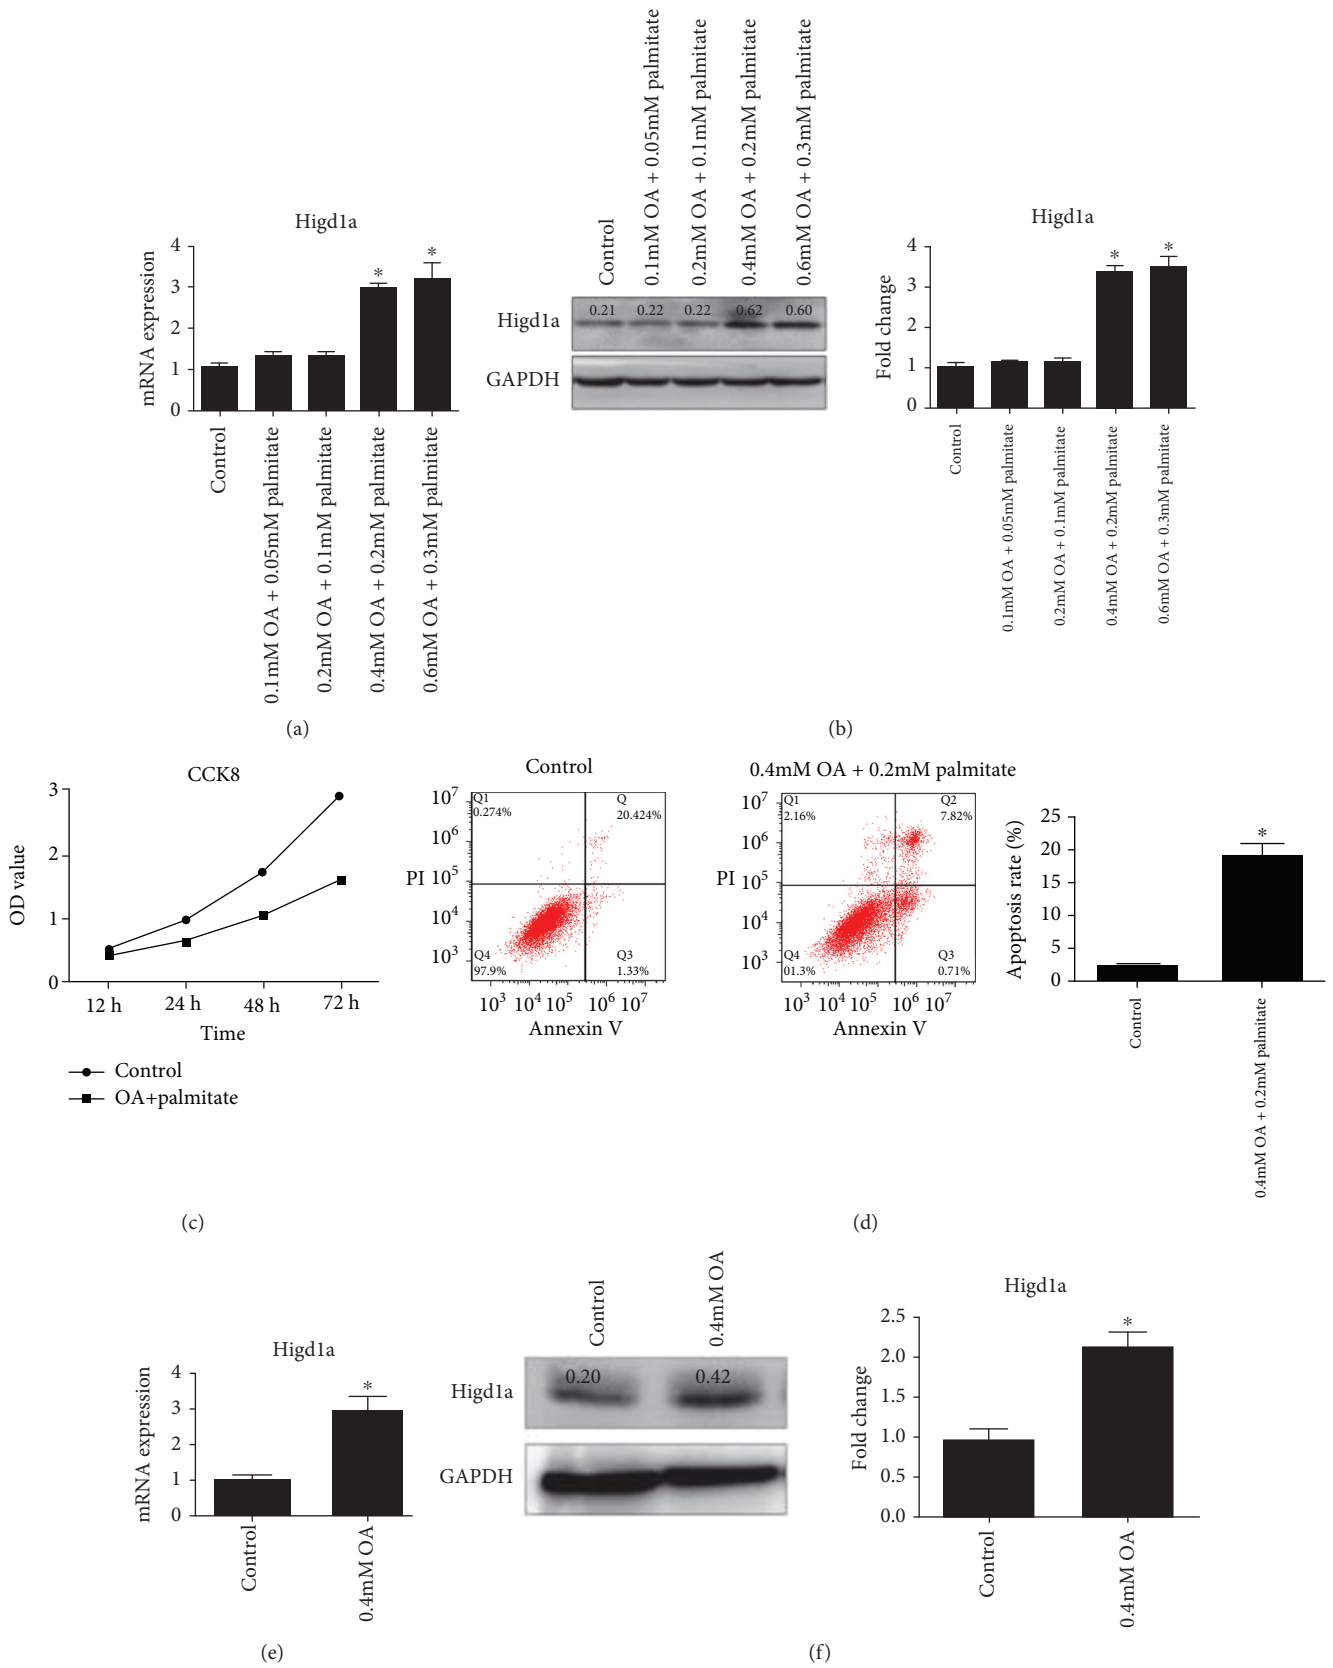 Higd1a
mRNA expression
4
3
2
1
0
Control
0.1mM OA + 0.05mM palmitate
0.2mM OA + 0.1mM palmitate
0.4mM OA + 0.2mM palmitate
0.6mM OA + 0.3mM palmitate
*
*
(a)
Control
0.1mM OA + 0.05mM palmitate
0.2mM OA + 0.1mM palmitate
0.4mM OA + 0.2mM palmitate
0.6mM OA + 0.3mM palmitate
Higd1a
0.21 0.22 0.22 0.62 0.60
GAPDH
Higd1a
Fold change
4
3
2
1
0
*
*
Control
0.1mM OA + 0.05mM palmitate
0.2mM OA + 0.1mM palmitate
0.4mM OA + 0.2mM palmitate
0.6mM OA + 0.3mM palmitate
(b)
CCK8
OD value
3
2
1
0
12 h 24 h 48 h 72 h
Time
Control
OA+palmitate
(c)
Control
PI
10⁷
10⁶
10⁵
10⁴
10³
Q1
0.274%
Q
20.424%
Q4
97.9%
Q3
1.33%
10³ 10⁴ 10⁵ 10⁶ 10⁷
Annexin V
0.4mM OA + 0.2mM palmitate
PI
10⁷
10⁶
10⁵
10⁴
10³
Q1
2.16%
Q2
7.82%
Q4
01.3%
Q3
0.71%
10³ 10⁴ 10⁵ 10⁶ 10⁷
Annexin V
Apoptosis rate (%)
25
20
15
10
5
0
*
Control
0.4mM OA + 0.2mM palmitate
(d)
Higd1a
mRNA expression
4
3
2
1
0
*
Control
0.4mM OA
(e)
Control
0.4mM OA
Higd1a
0.20 0.42
GAPDH
Higd1a
Fold change
2.5
2.0
1.5
1.0
0.5
0.0
*
Control
0.4mM OA
(f)